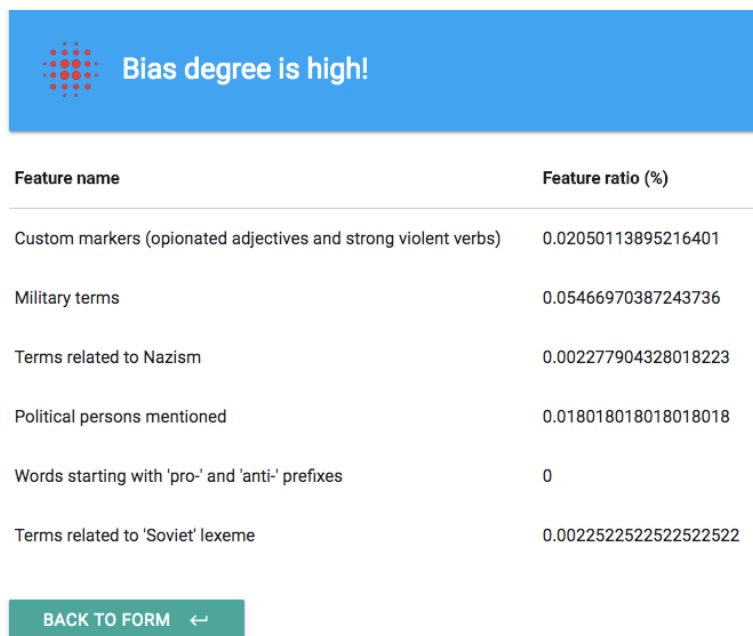 Bias degree is high!
Feature name Feature ratio (%)
Custom markers (opionated adjectives and strong violent verbs) 0.02050113895216401
Military terms 0.05466970387243736
Terms related to Nazism 0.002277904328018223
Political persons mentioned 0.018018018018018018
Words starting with 'pro-' and 'anti-' prefixes 0
Terms related to 'Soviet' lexeme 0.0022522522522522522
BACK TO FORM